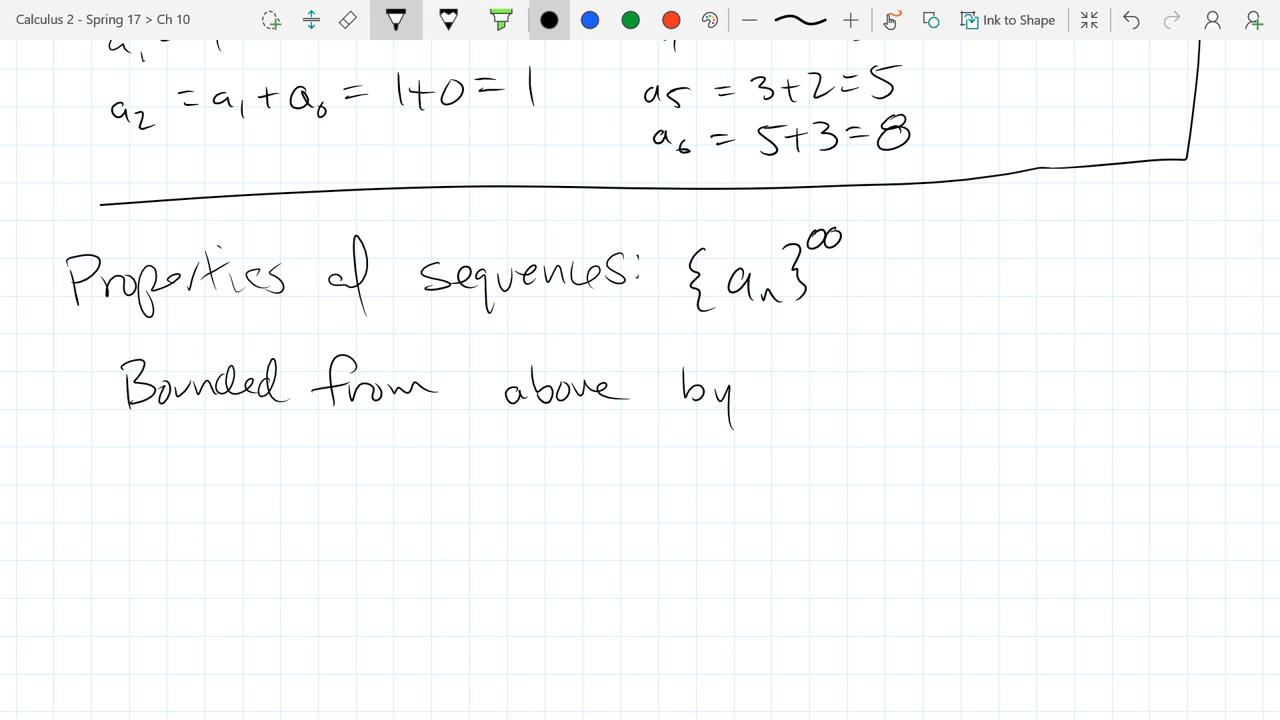 Calculus 2 - Spring 17 > Ch 10 Ink to Shape
a₂ = a₁ + a₀ = 1+0 = 1
a₅ = 3+2=5
a₆ = 5+3=8
Properties of sequences: {aₙ}^∞
Bounded from above by